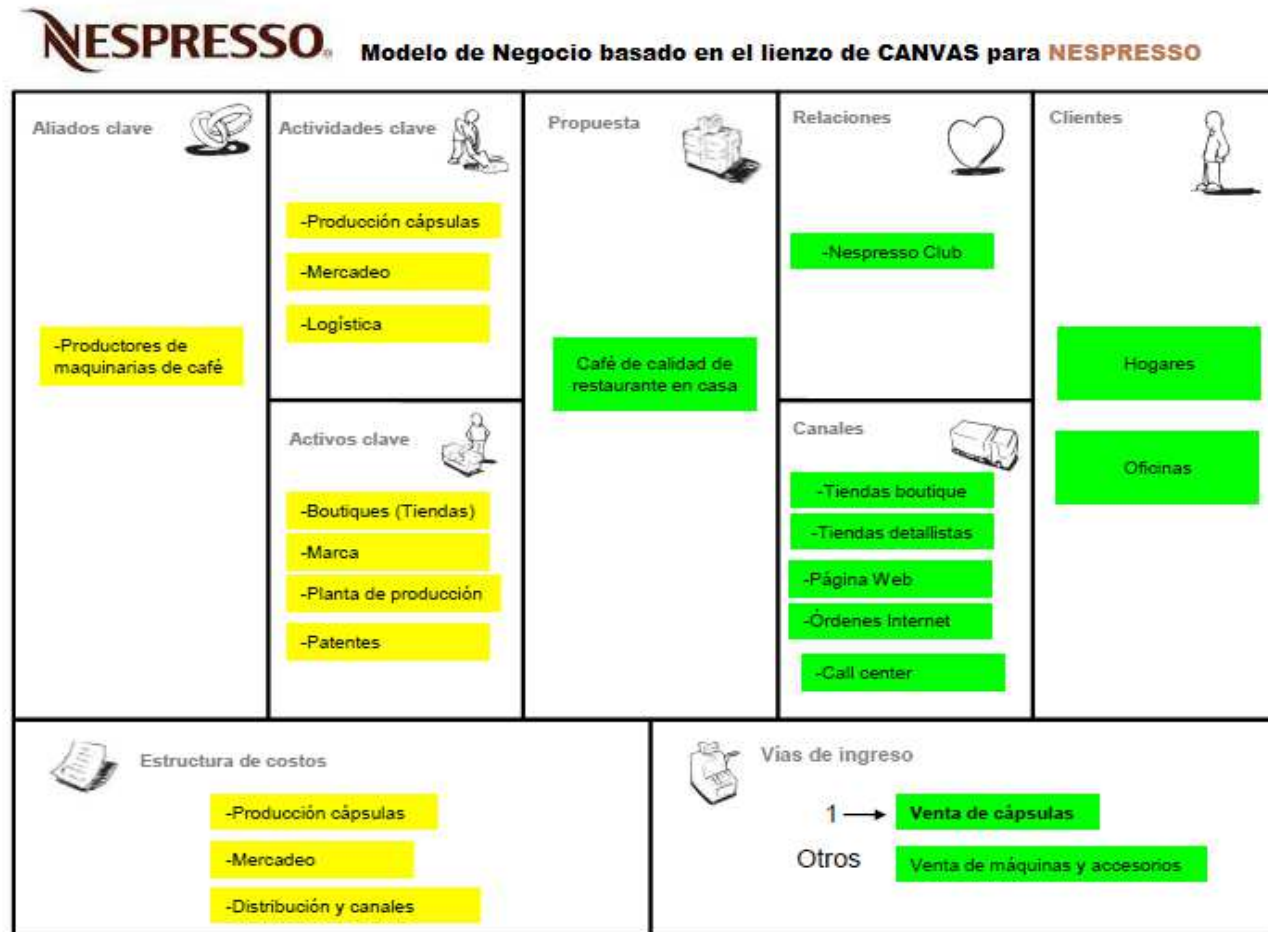 NESPRESSO
Modelo de Negocio basado en el lienzo de CANVAS para NESPRESSO
Aliados clave
-Productores de
maquinarias de café
Actividades clave
-Producción cápsulas
-Mercadeo
-Logística
Activos clave
-Boutiques (Tiendas)
-Marca
-Planta de producción
-Patentes
Propuesta
Café de calidad de
restaurante en casa
Relaciones
-Nespresso Club
Canales
-Tiendas boutique
-Tiendas detallistas
-Página Web
-Órdenes Internet
-Call center
Clientes
Hogares
Oficinas
Estructura de costos
-Producción cápsulas
-Mercadeo
-Distribución y canales
Vías de ingreso
1 → Venta de cápsulas
Otros Venta de máquinas y accesorios